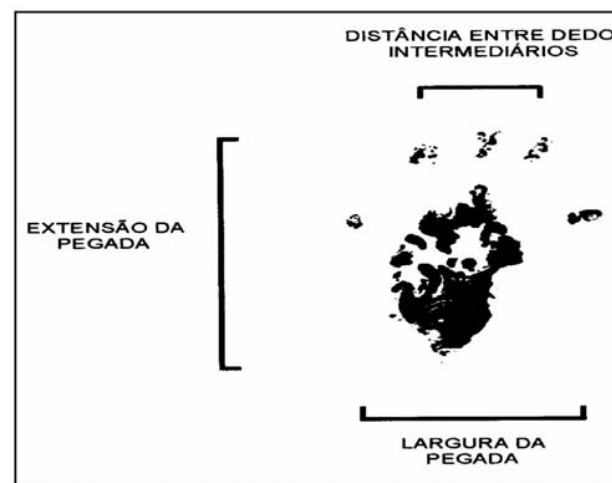 DISTÂNCIA ENTRE DEDO
INTERMEDIÁRIOS
EXTENSÃO DA
PEGADA
LARGURA DA
PEGADA